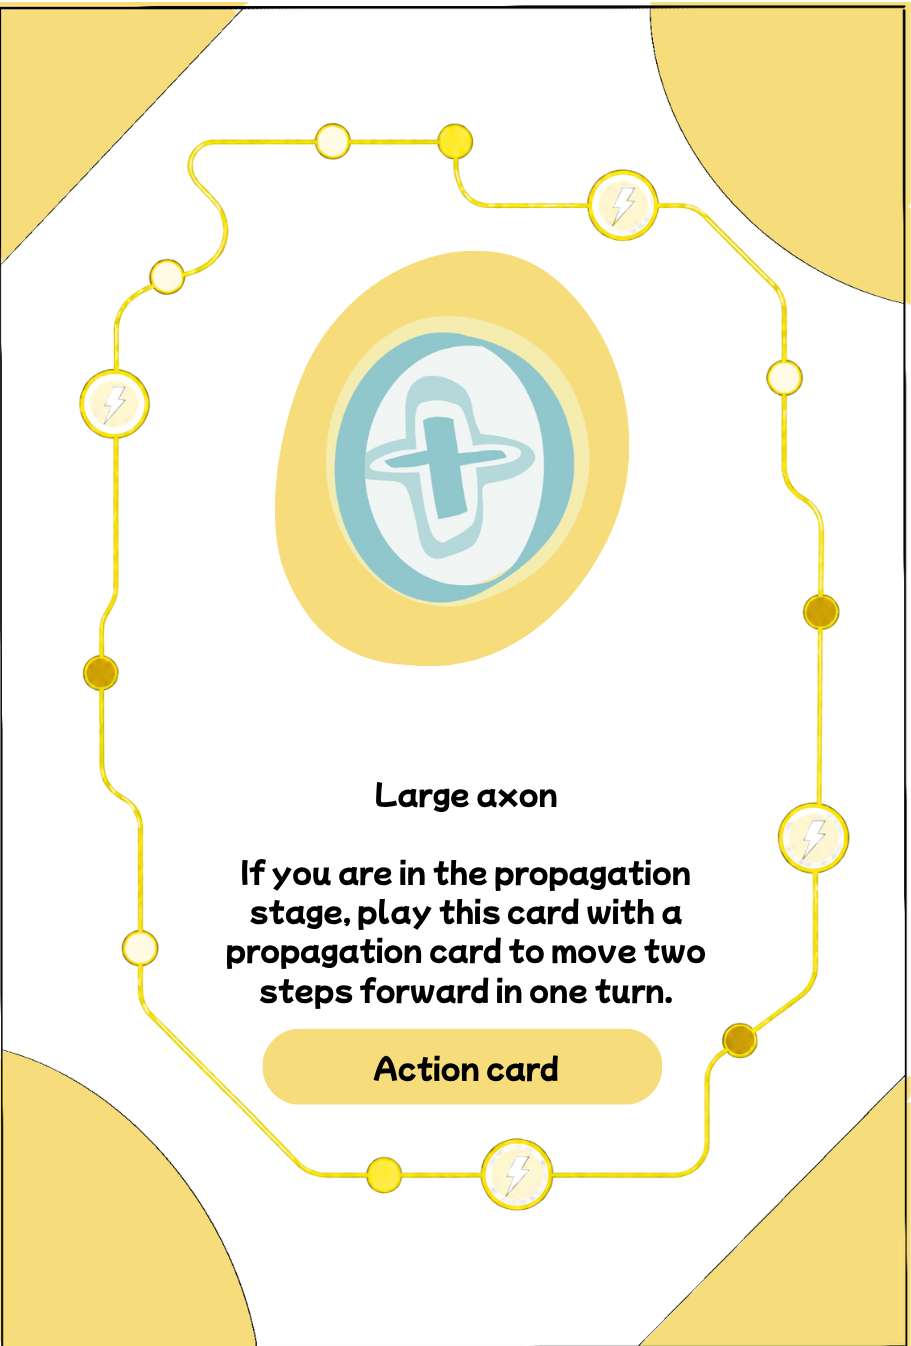 Large axon
If you are in the propagation
stage, play this card with a
propagation card to move two
steps forward in one turn.
Action card